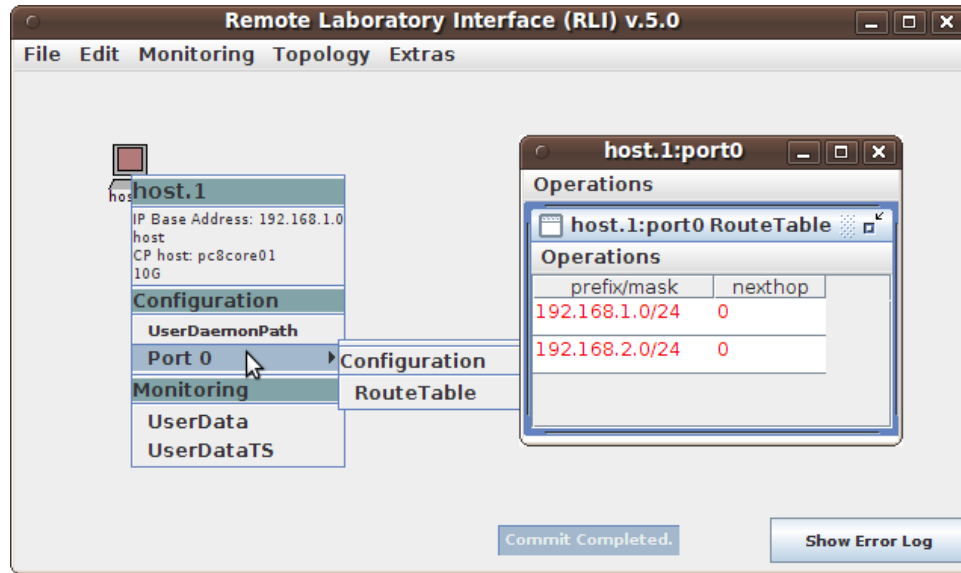 Remote Laboratory Interface (RLI) v.5.0
File Edit Monitoring Topology Extras
hos
host.1
IP Base Address: 192.168.1.0
host
CP host: pc8core01
10G
Configuration
UserDaemonPath
Port 0
Monitoring
UserData
UserDataTS
Configuration
RouteTable
host.1:port0
Operations
host.1:port0 RouteTable
Operations
prefix/mask nexthop
192.168.1.0/24 0
192.168.2.0/24 0
Commit Completed.
Show Error Log